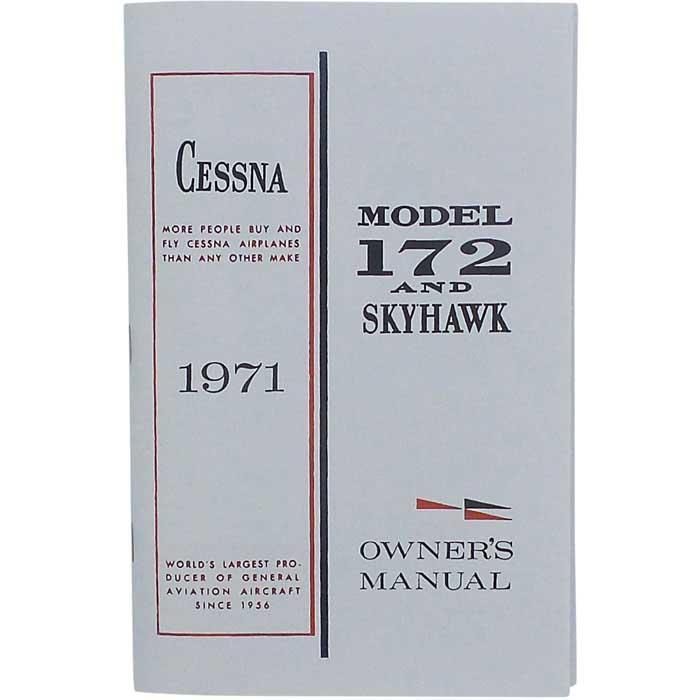 CESSNA
MORE PEOPLE BUY AND
FLY CESSNA AIRPLANES
THAN ANY OTHER MAKE
1971
WORLD'S LARGEST PRO-
DUCER OF GENERAL
AVIATION AIRCRAFT
SINCE 1956
MODEL
172
AND
SKYHAWK
OWNER'S
MANUAL